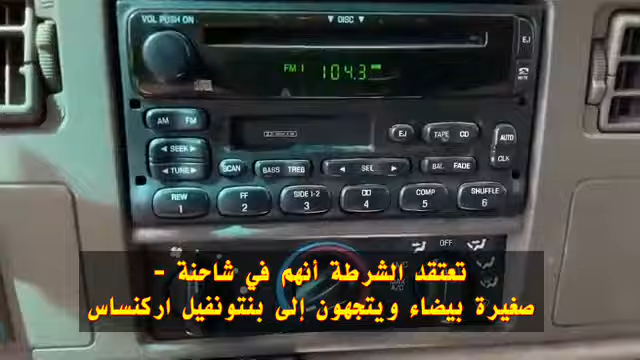 VOL PUSH ON
▼ DISC ▼
EJ
FM 1 104.3
AM FM
EJ
TAPE CD
AUTO
CLK
◄ SEEK ►
◄ TUNE ►
SCAN
BASS TREB
◄ SEL ►
BAL FADE
REW 1
FF 2
SIDE 1-2 3
4
COMP 5
SHUFFLE 6
OFF
تعتقد الشرطة أنهم في شاحنة -
صغيرة بيضاء ويتجهون إلى بنتونفيل اركنساس